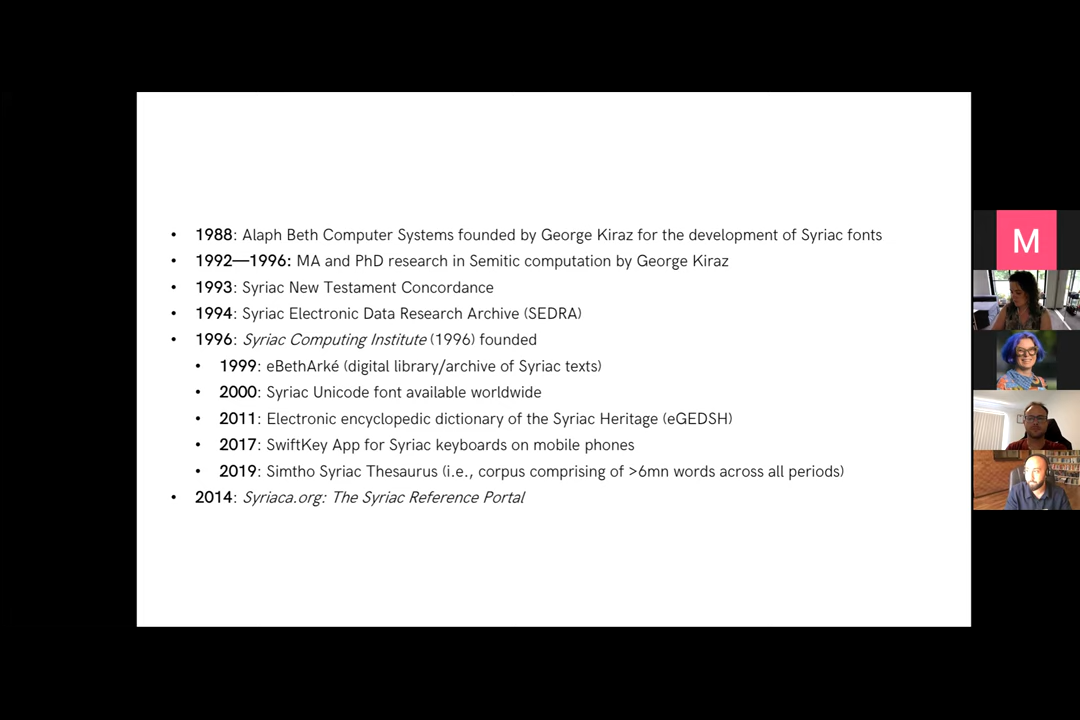 • 1988: Alaph Beth Computer Systems founded by George Kiraz for the development of Syriac fonts
• 1992—1996: MA and PhD research in Semitic computation by George Kiraz
• 1993: Syriac New Testament Concordance
• 1994: Syriac Electronic Data Research Archive (SEDRA)
• 1996: Syriac Computing Institute (1996) founded
• 1999: eBethArké (digital library/archive of Syriac texts)
• 2000: Syriac Unicode font available worldwide
• 2011: Electronic encyclopedic dictionary of the Syriac Heritage (eGEDSH)
• 2017: SwiftKey App for Syriac keyboards on mobile phones
• 2019: Simtho Syriac Thesaurus (i.e., corpus comprising of >6mn words across all periods)
• 2014: Syriaca.org: The Syriac Reference Portal
M